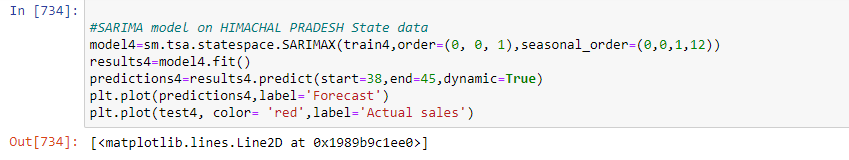 In [734]:
#SARIMA model on HIMACHAL PRADESH State data
model4=sm.tsa.statespace.SARIMAX(train4,order=(0, 0, 1),seasonal_order=(0,0,1,12))
results4=model4.fit()
predictions4=results4.predict(start=38,end=45,dynamic=True)
plt.plot(predictions4,label='Forecast')
plt.plot(test4, color= 'red',label='Actual sales')
Out[734]: [<matplotlib.lines.Line2D at 0x1989b9c1ee0>]